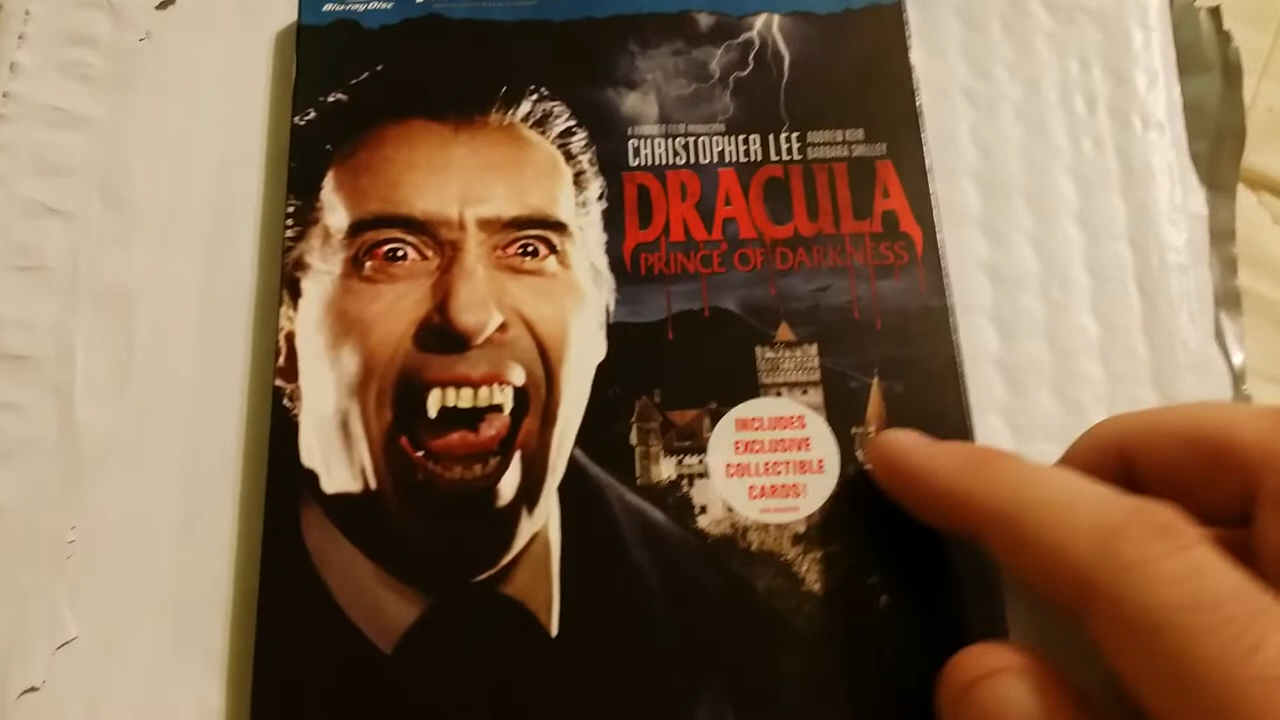 Blu-ray Disc
A HAMMER FILM PRODUCTION
CHRISTOPHER LEE
ANDREW KEIR
BARBARA SHELLEY
DRACULA
PRINCE OF DARKNESS
INCLUDES
EXCLUSIVE
COLLECTIBLE
CARDS!